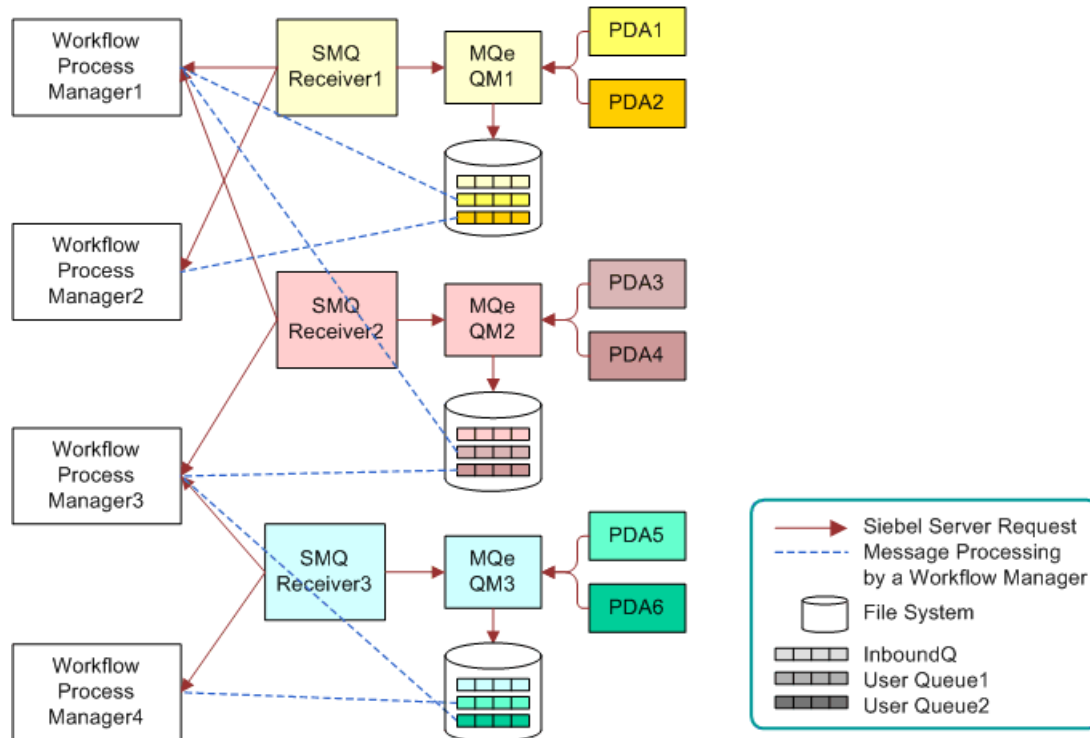 Workflow
Process
Manager1
SMQ
Receiver1
MQe
QM1
PDA1
PDA2
Workflow
Process
Manager2
SMQ
Receiver2
MQe
QM2
PDA3
PDA4
Workflow
Process
Manager3
SMQ
Receiver3
MQe
QM3
PDA5
PDA6
Workflow
Process
Manager4
Siebel Server Request
Message Processing
by a Workflow Manager
File System
InboundQ
User Queue1
User Queue2